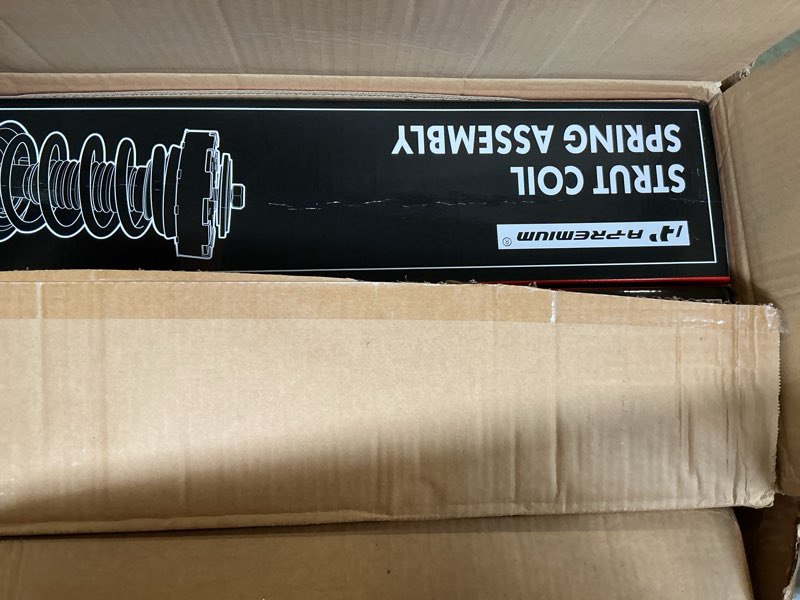 A-PREMIUM®
STRUT COIL
SPRING ASSEMBLY